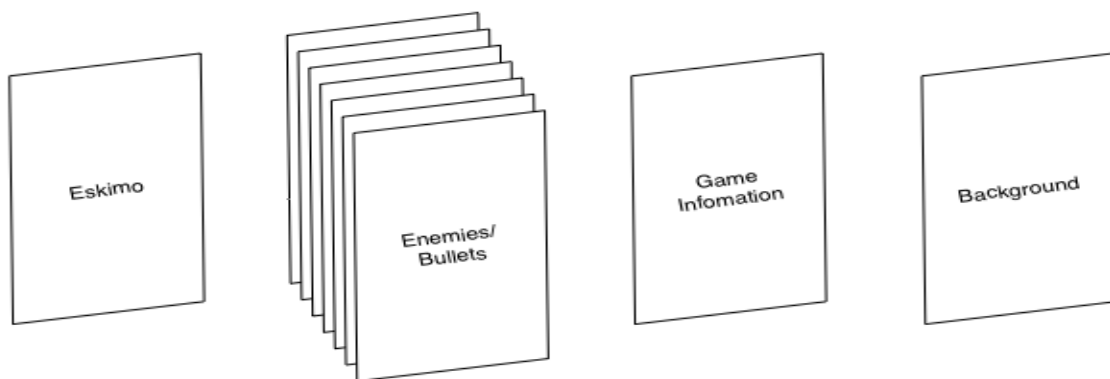 Eskimo
Enemies/
Bullets
Game
Infomation
Background